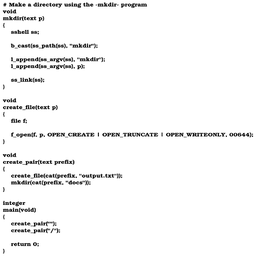 # Make a directory using the -mkdir- program
void
mkdir(text p)
{
sshell ss;
b_cast(ss_path(ss), "mkdir");
l_append(ss_argv(ss), "mkdir");
l_append(ss_argv(ss), p);
ss_link(ss);
}
void
create_file(text p)
{
file f;
f_open(f, p, OPEN_CREATE | OPEN_TRUNCATE | OPEN_WRITEONLY, 00644);
}
void
create_pair(text prefix)
{
create_file(cat(prefix, "output.txt"));
mkdir(cat(prefix, "docs"));
}
integer
main(void)
{
create_pair("");
create_pair("/");
return 0;
}